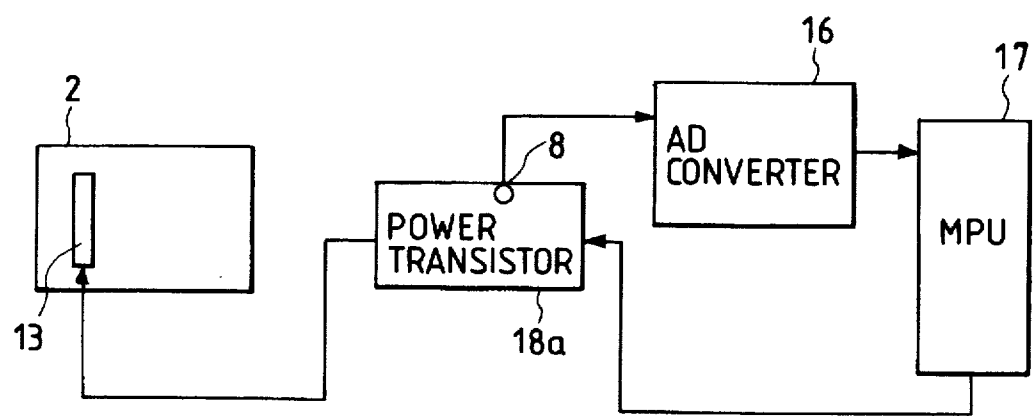 16
17
2
8
AD
CONVERTER
MPU
POWER
TRANSISTOR
13
18a